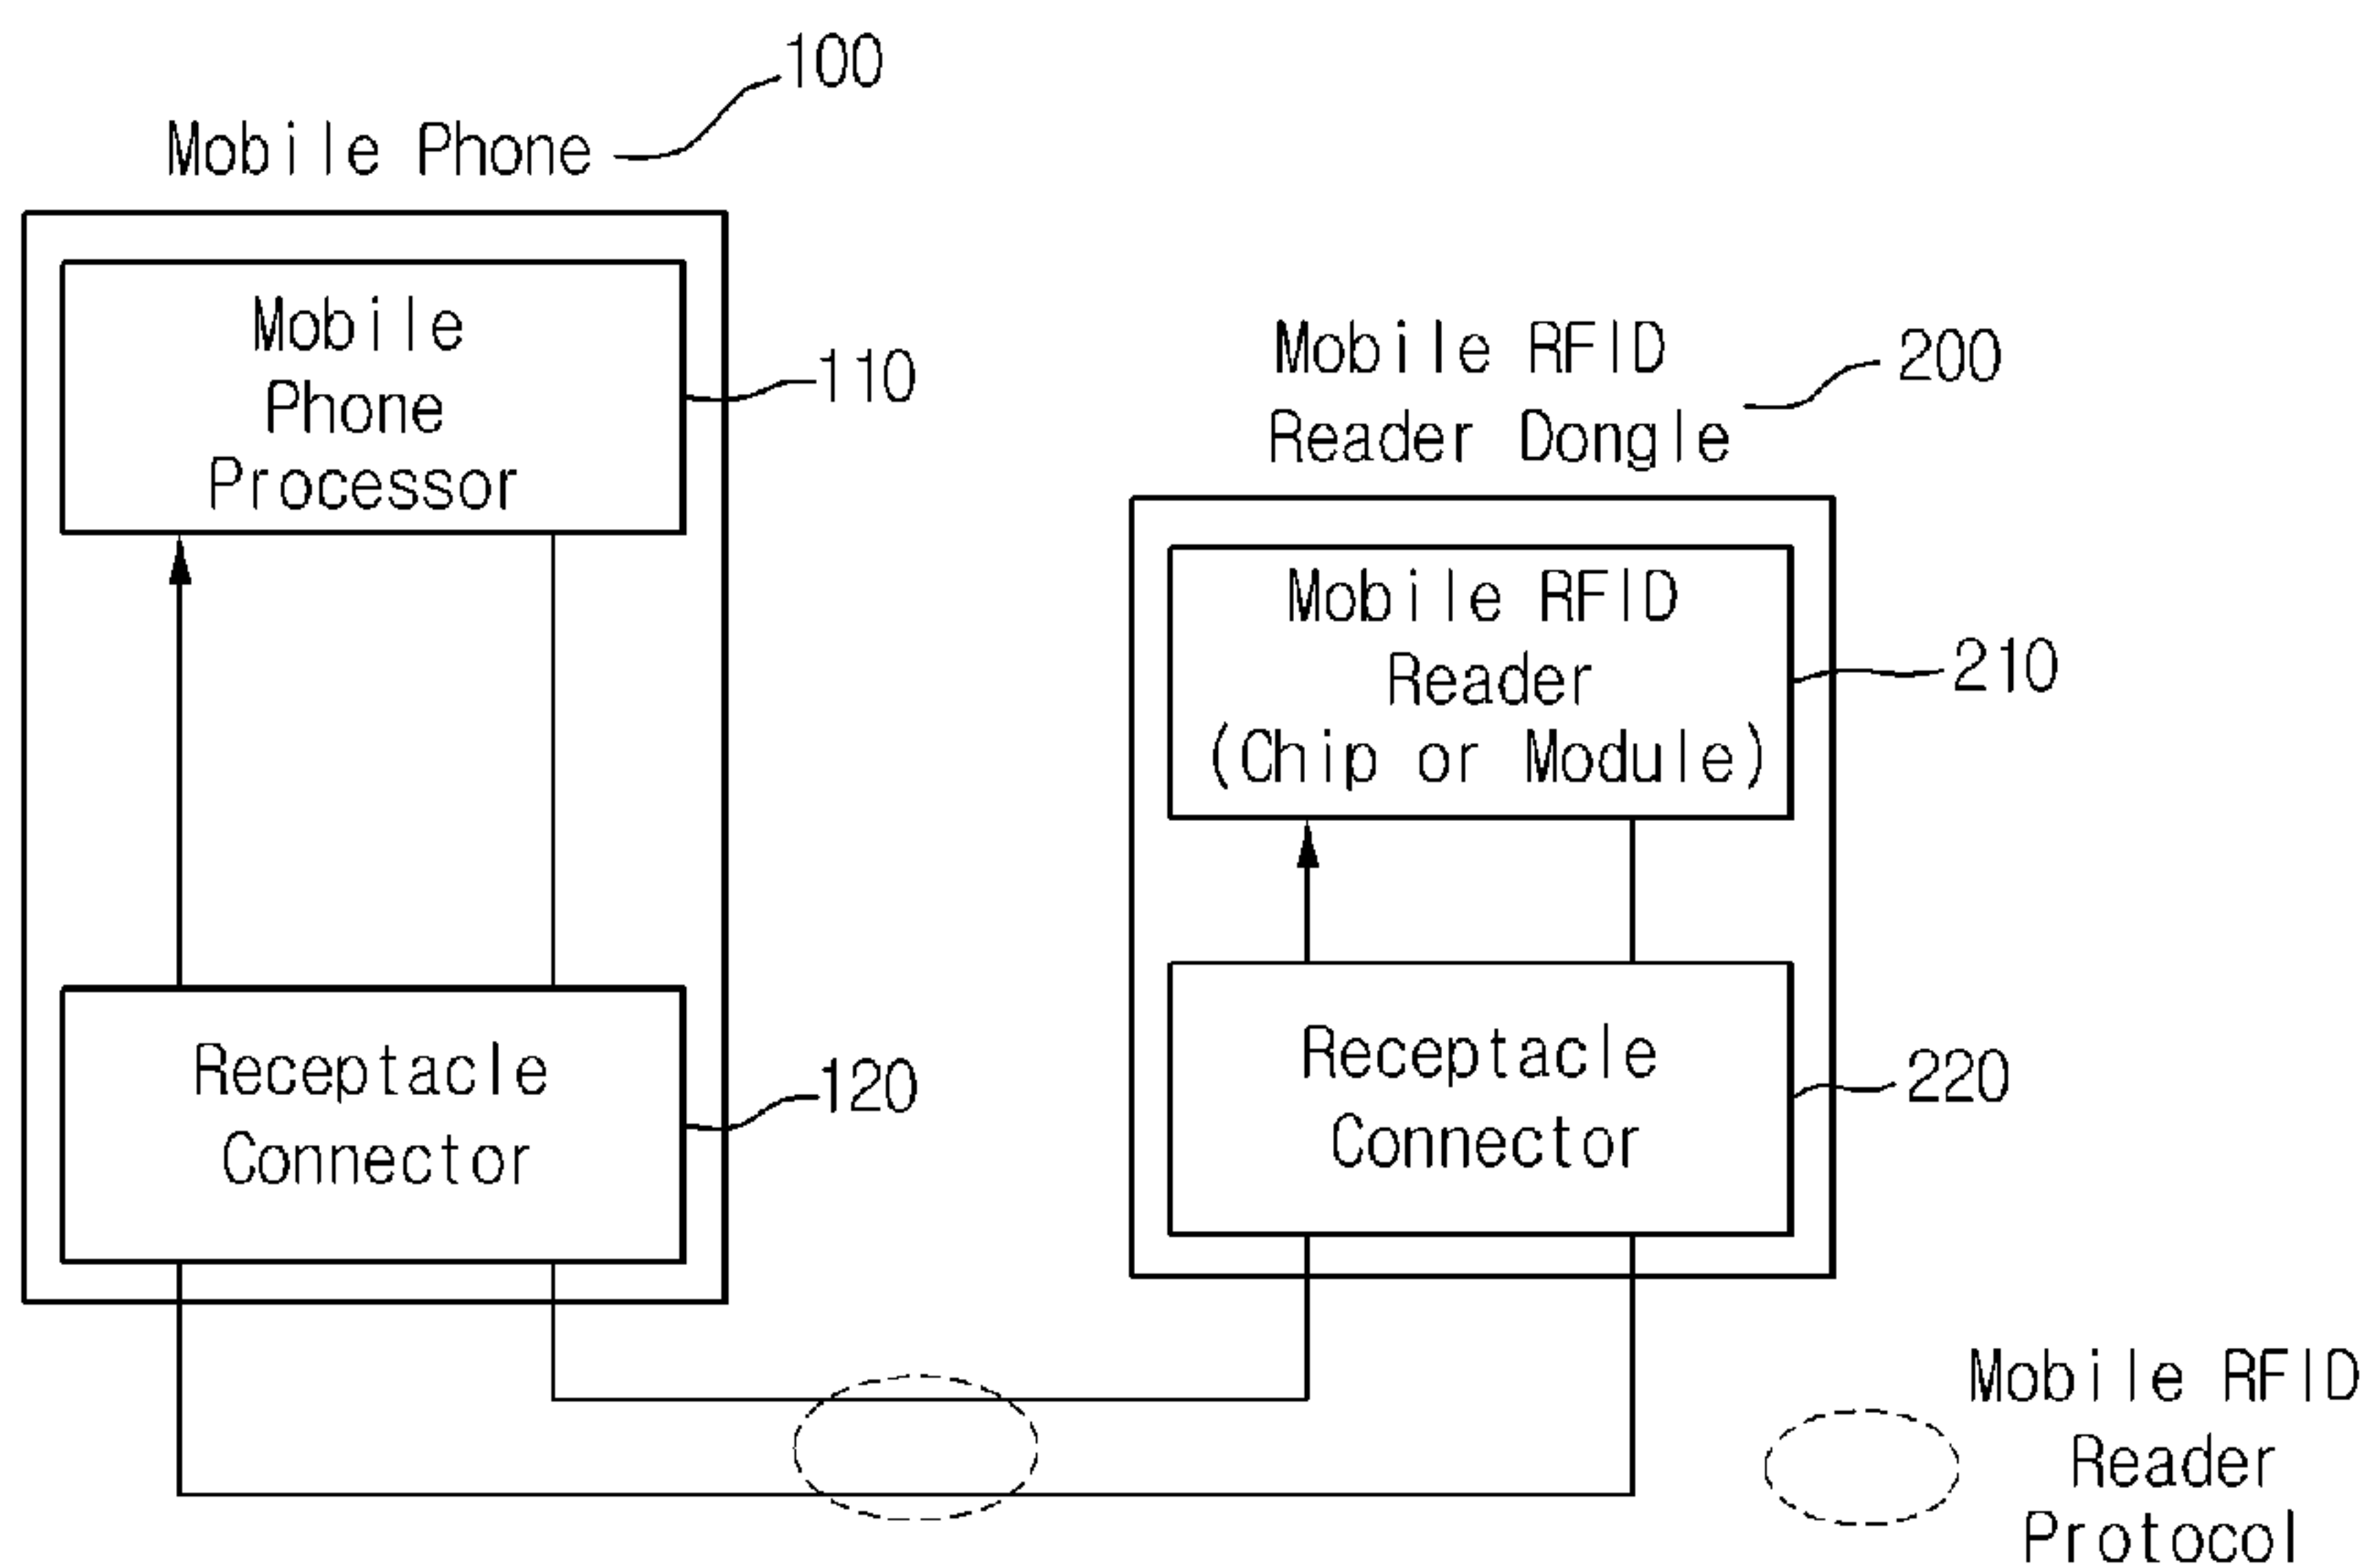 100
Mobile Phone
Mobile
Phone
Processor
110
Receptacle
Connector
120
Mobile RFID
Reader Dongle
200
Mobile RFID
Reader
(Chip or Module)
210
Receptacle
Connector
220
Mobile RFID
Reader
Protocol